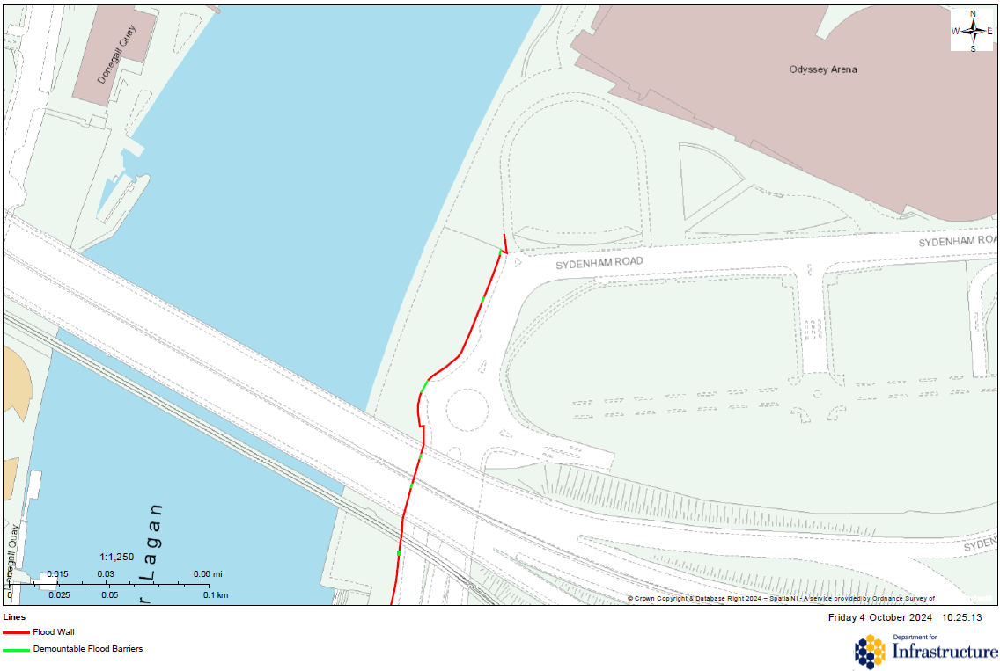 N
W E
S
Donegall Quay
Odyssey Arena
SYDENHAM ROAD
SYDENHAM ROA
SYDEN
Donegall Quay
r Lagan
1:1,250
0.015 0.03 0.06 mi
0 0.025 0.05 0.1 km
© Crown Copyright & Database Right 2024 – SpatialNI - A service provided by Ordnance Survey of
Lines
Flood Wall
Demountable Flood Barriers
Friday 4 October 2024 10:25:13
Department for
Infrastructure